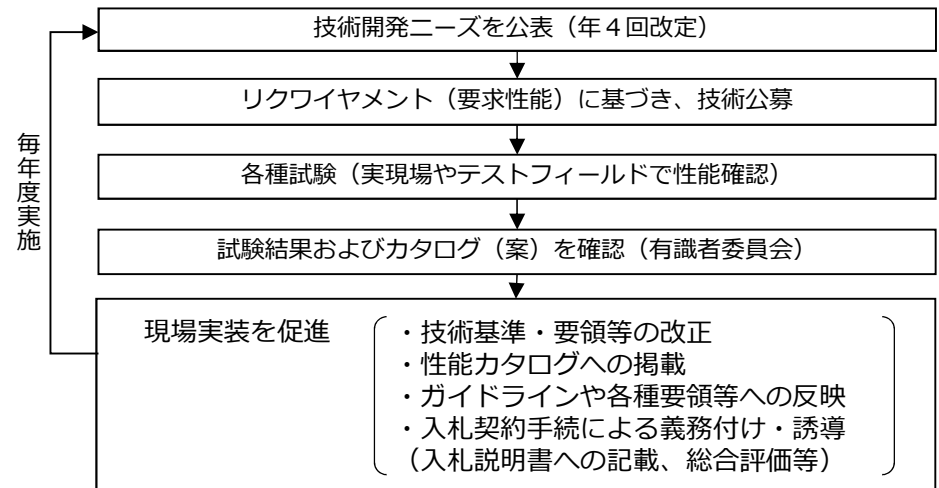 技術開発ニーズを公表（年４回改定）
リクワイヤメント（要求性能）に基づき、技術公募
各種試験（実現場やテストフィールドで性能確認）
試験結果およびカタログ（案）を確認（有識者委員会）
毎年度実施
現場実装を促進
・技術基準・要領等の改正
・性能カタログへの掲載
・ガイドラインや各種要領等への反映
・入札契約手続による義務付け・誘導
（入札説明書への記載、総合評価等）